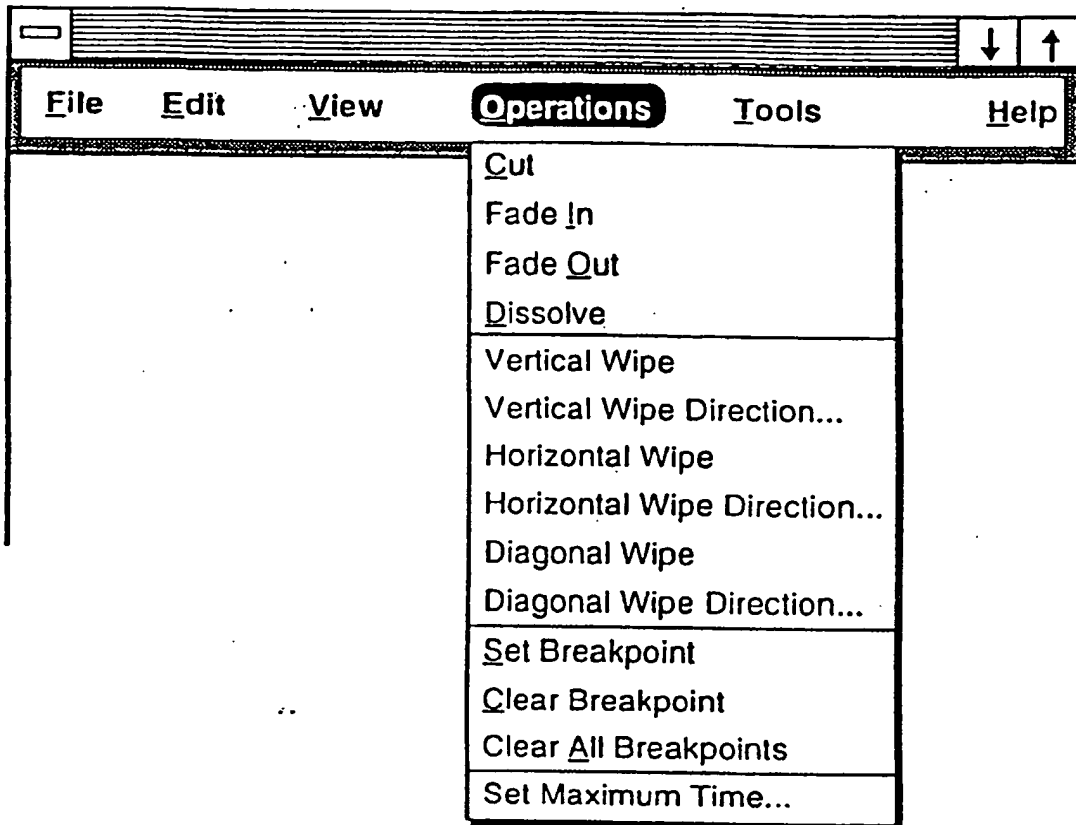 File Edit View Operations Tools Help
Cut
Fade In
Fade Out
Dissolve
Vertical Wipe
Vertical Wipe Direction...
Horizontal Wipe
Horizontal Wipe Direction...
Diagonal Wipe
Diagonal Wipe Direction...
Set Breakpoint
Clear Breakpoint
Clear All Breakpoints
Set Maximum Time...